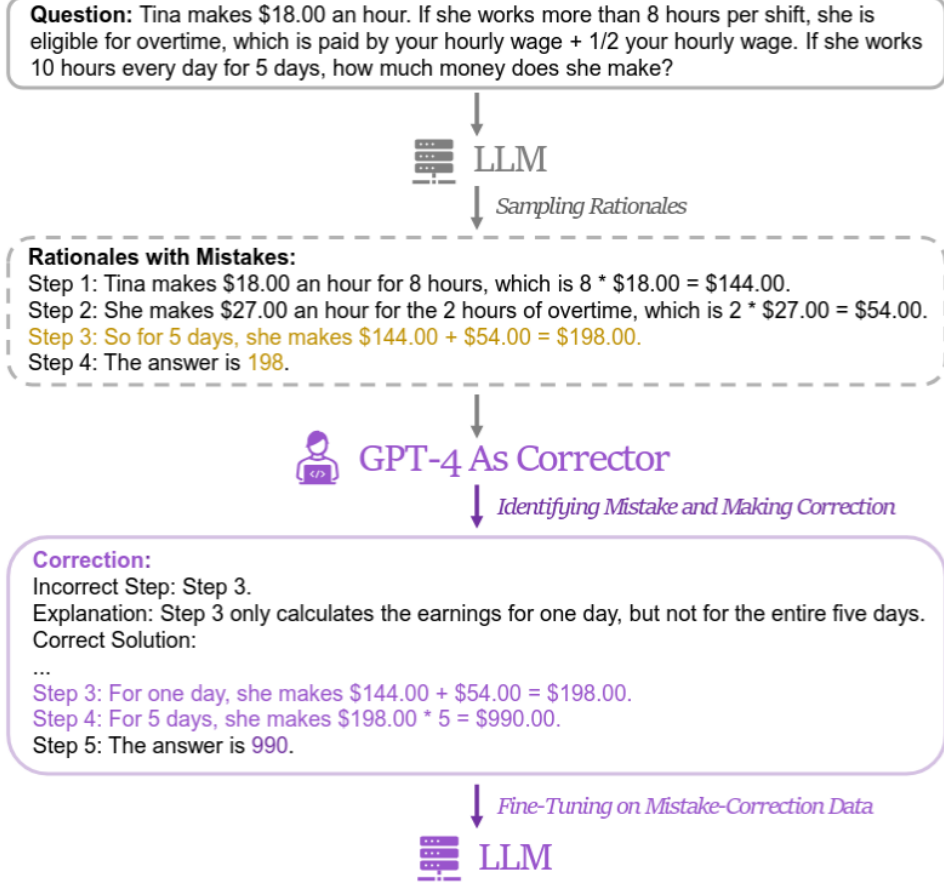 Question: Tina makes $18.00 an hour. If she works more than 8 hours per shift, she is
eligible for overtime, which is paid by your hourly wage + 1/2 your hourly wage. If she works
10 hours every day for 5 days, how much money does she make?
LLM
Sampling Rationales
Rationales with Mistakes:
Step 1: Tina makes $18.00 an hour for 8 hours, which is 8 * $18.00 = $144.00.
Step 2: She makes $27.00 an hour for the 2 hours of overtime, which is 2 * $27.00 = $54.00.
Step 3: So for 5 days, she makes $144.00 + $54.00 = $198.00.
Step 4: The answer is 198.
GPT-4 As Corrector
Identifying Mistake and Making Correction
Correction:
Incorrect Step: Step 3.
Explanation: Step 3 only calculates the earnings for one day, but not for the entire five days.
Correct Solution:
...
Step 3: For one day, she makes $144.00 + $54.00 = $198.00.
Step 4: For 5 days, she makes $198.00 * 5 = $990.00.
Step 5: The answer is 990.
Fine-Tuning on Mistake-Correction Data
LLM